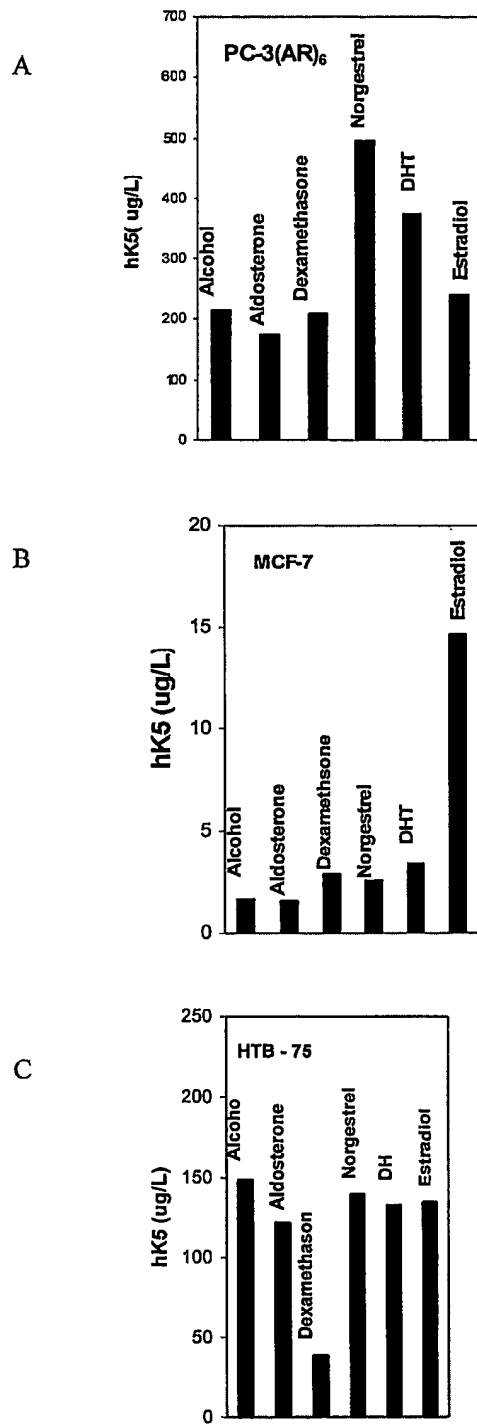 A
PC-3(AR)6
hK5( ug/L)
700
600
500
400
300
200
100
0
Alcohol
Aldosterone
Dexamethasone
Norgestrel
DHT
Estradiol
B
MCF-7
hK5 (ug/L)
20
15
10
5
0
Alcohol
Aldosterone
Dexamethsone
Norgestrel
DHT
Estradiol
C
HTB - 75
hK5 (ug/L)
250
200
150
100
50
0
Alcoho
Aldosterone
Dexamethason
Norgestrel
DH
Estradiol